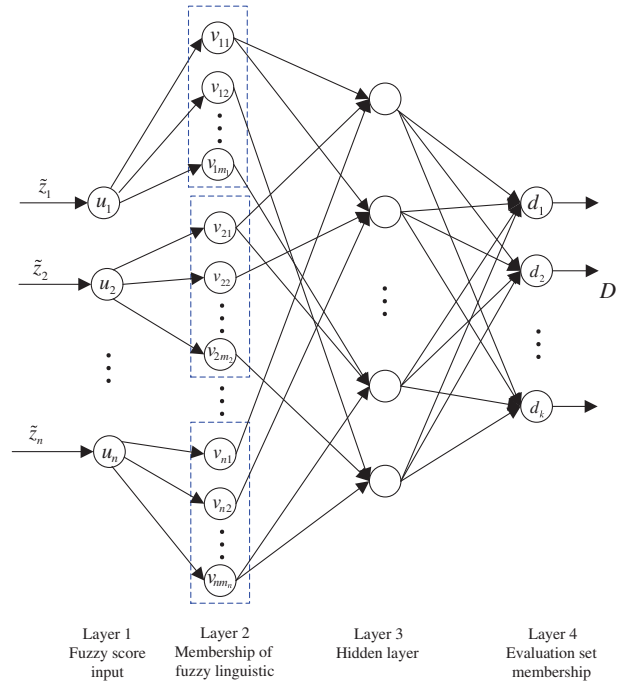 v₁₁
v₁₂
v₁ₘ₁
z̃₁
u₁
v₂₁
d₁
z̃₂
u₂
v₂₂
d₂
D
v₂ₘ₂
dₖ
z̃ₙ
uₙ
vₙ₁
vₙ₂
vₙₘₙ
Layer 1
Fuzzy score
input
Layer 2
Membership of
fuzzy linguistic
Layer 3
Hidden layer
Layer 4
Evaluation set
membership